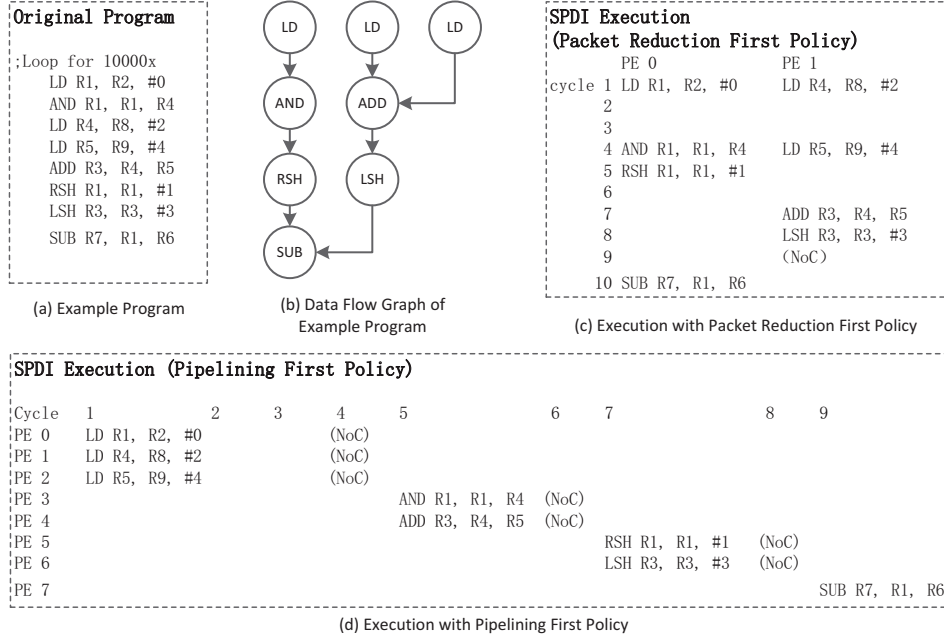 Original Program
;Loop for 10000x
LD R1, R2, #0
AND R1, R1, R4
LD R4, R8, #2
LD R5, R9, #4
ADD R3, R4, R5
RSH R1, R1, #1
LSH R3, R3, #3
SUB R7, R1, R6
(a) Example Program
LD LD LD
AND ADD
RSH LSH
SUB
(b) Data Flow Graph of
Example Program
SPDI Execution
(Packet Reduction First Policy)
PE 0 PE 1
cycle 1 LD R1, R2, #0 LD R4, R8, #2
2
3
4 AND R1, R1, R4 LD R5, R9, #4
5 RSH R1, R1, #1
6
7 ADD R3, R4, R5
8 LSH R3, R3, #3
9 (NoC)
10 SUB R7, R1, R6
(c) Execution with Packet Reduction First Policy
SPDI Execution (Pipelining First Policy)
Cycle 1 2 3 4 5 6 7 8 9
PE 0 LD R1, R2, #0 (NoC)
PE 1 LD R4, R8, #2 (NoC)
PE 2 LD R5, R9, #4 (NoC)
PE 3 AND R1, R1, R4 (NoC)
PE 4 ADD R3, R4, R5 (NoC)
PE 5 RSH R1, R1, #1 (NoC)
PE 6 LSH R3, R3, #3 (NoC)
PE 7 SUB R7, R1, R6
(d) Execution with Pipelining First Policy